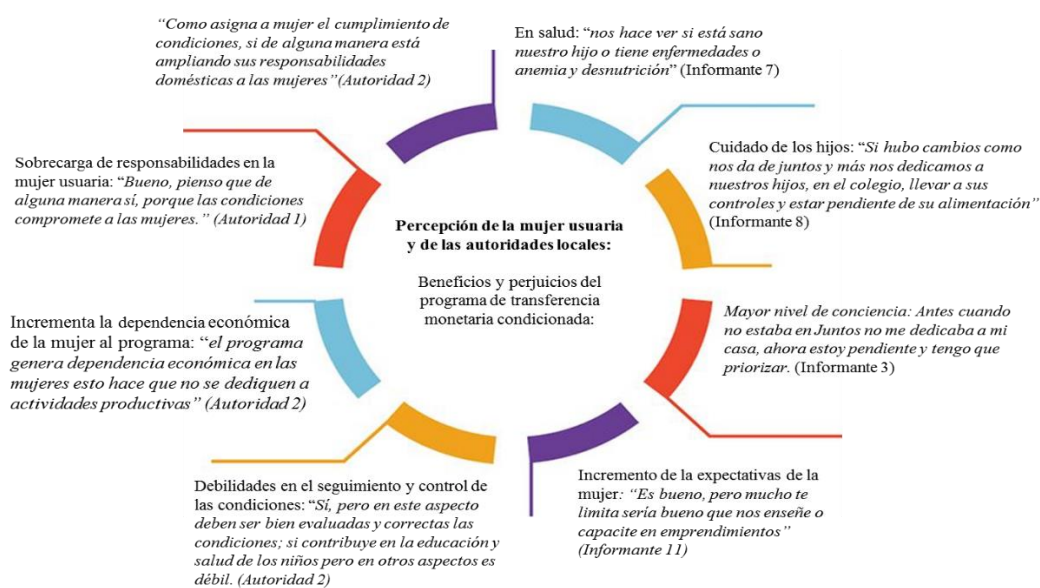 “Como asigna a mujer el cumplimiento de
condiciones, si de alguna manera está
ampliando sus responsabilidades
domésticas a las mujeres”(Autoridad 2)
En salud: “nos hace ver si está sano
nuestro hijo o tiene enfermedades o
anemia y desnutrición” (Informante 7)
Sobrecarga de responsabilidades en la
mujer usuaria: “Bueno, pienso que de
alguna manera sí, porque las condiciones
compromete a las mujeres.” (Autoridad 1)
Cuidado de los hijos: “Si hubo cambios como
nos da de juntos y más nos dedicamos a
nuestros hijos, en el colegio, llevar a sus
controles y estar pendiente de su alimentación”
(Informante 8)
Percepción de la mujer usuaria
y de las autoridades locales:
Beneficios y perjuicios del
programa de transferencia
monetaria condicionada:
Incrementa la dependencia económica
de la mujer al programa: “el programa
genera dependencia económica en las
mujeres esto hace que no se dediquen a
actividades productivas” (Autoridad 2)
Mayor nivel de conciencia: Antes cuando
no estaba en Juntos no me dedicaba a mi
casa, ahora estoy pendiente y tengo que
priorizar. (Informante 3)
Debilidades en el seguimiento y control de
las condiciones: “Sí, pero en este aspecto
deben ser bien evaluadas y correctas las
condiciones; si contribuye en la educación y
salud de los niños pero en otros aspectos es
débil. (Autoridad 2)
Incremento de la expectativas de la
mujer: “Es bueno, pero mucho te
limita sería bueno que nos enseñe o
capacite en emprendimientos”
(Informante 11)